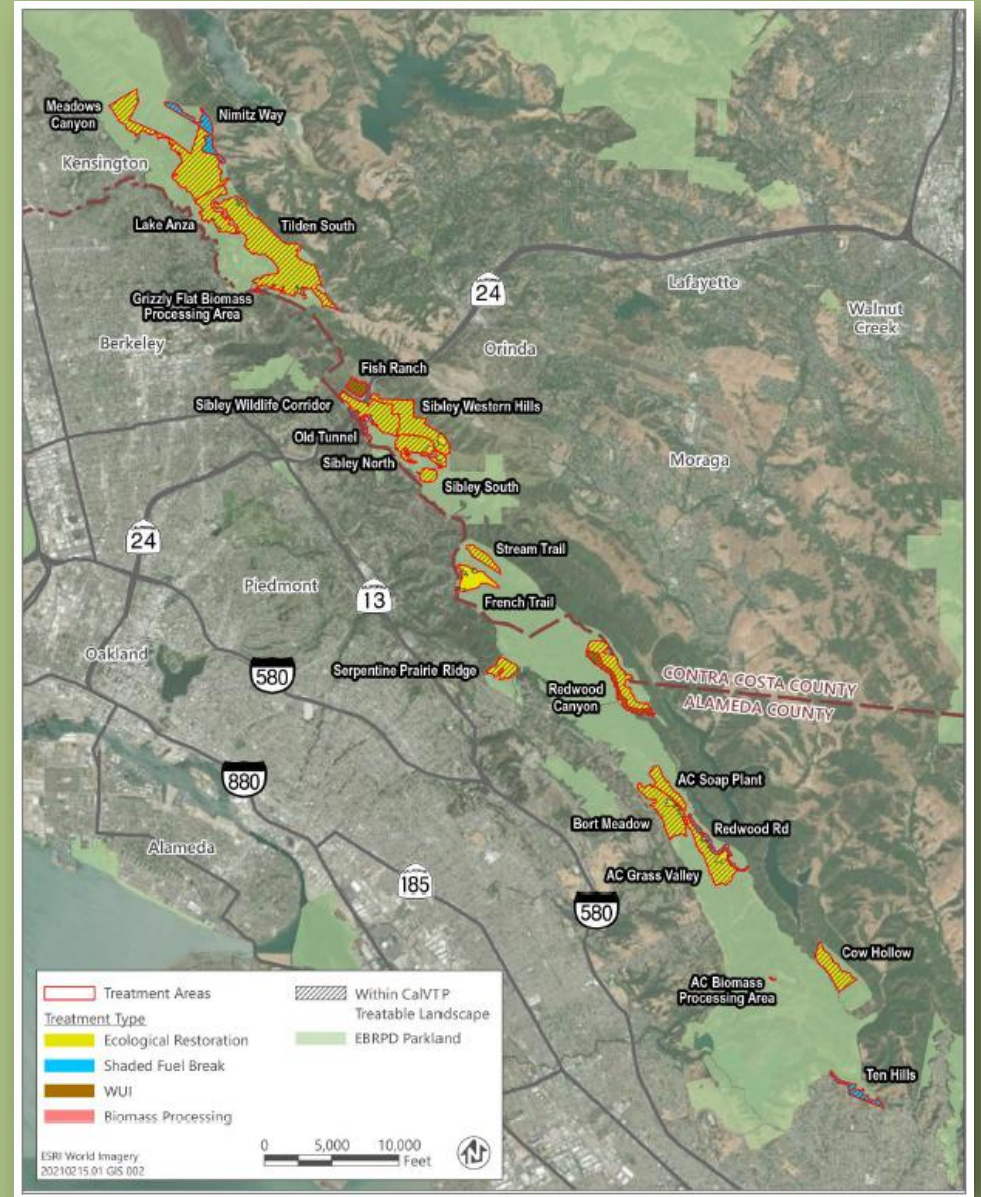 Meadows
Canyon
Nimitz Way
Kensington
Lake Anza
Tilden South
Grizzly Flat Biomass
Processing Area
24
Lafayette
Walnut
Creek
Berkeley
Orinda
Fish Ranch
Sibley Wildlife Corridor
Sibley Western Hills
Old Tunnel
Sibley North
Sibley South
Moraga
24
Stream Trail
Piedmont
13
French Trail
Oakland
580
Serpentine Prairie Ridge
Redwood
Canyon
CONTRA COSTA COUNTY
ALAMEDA COUNTY
880
AC Soap Plant
Bort Meadow
Redwood Rd
Alameda
185
AC Grass Valley
580
Cow Hollow
AC Biomass
Processing Area
Ten Hills
Treatment Areas
Treatment Type
Ecological Restoration
Shaded Fuel Break
WUI
Biomass Processing
Within CalVTP
Treatable Landscape
EBRPD Parkland
0 5,000 10,000
Feet
N
ESRI World Imagery
20210215.01 GIS 002